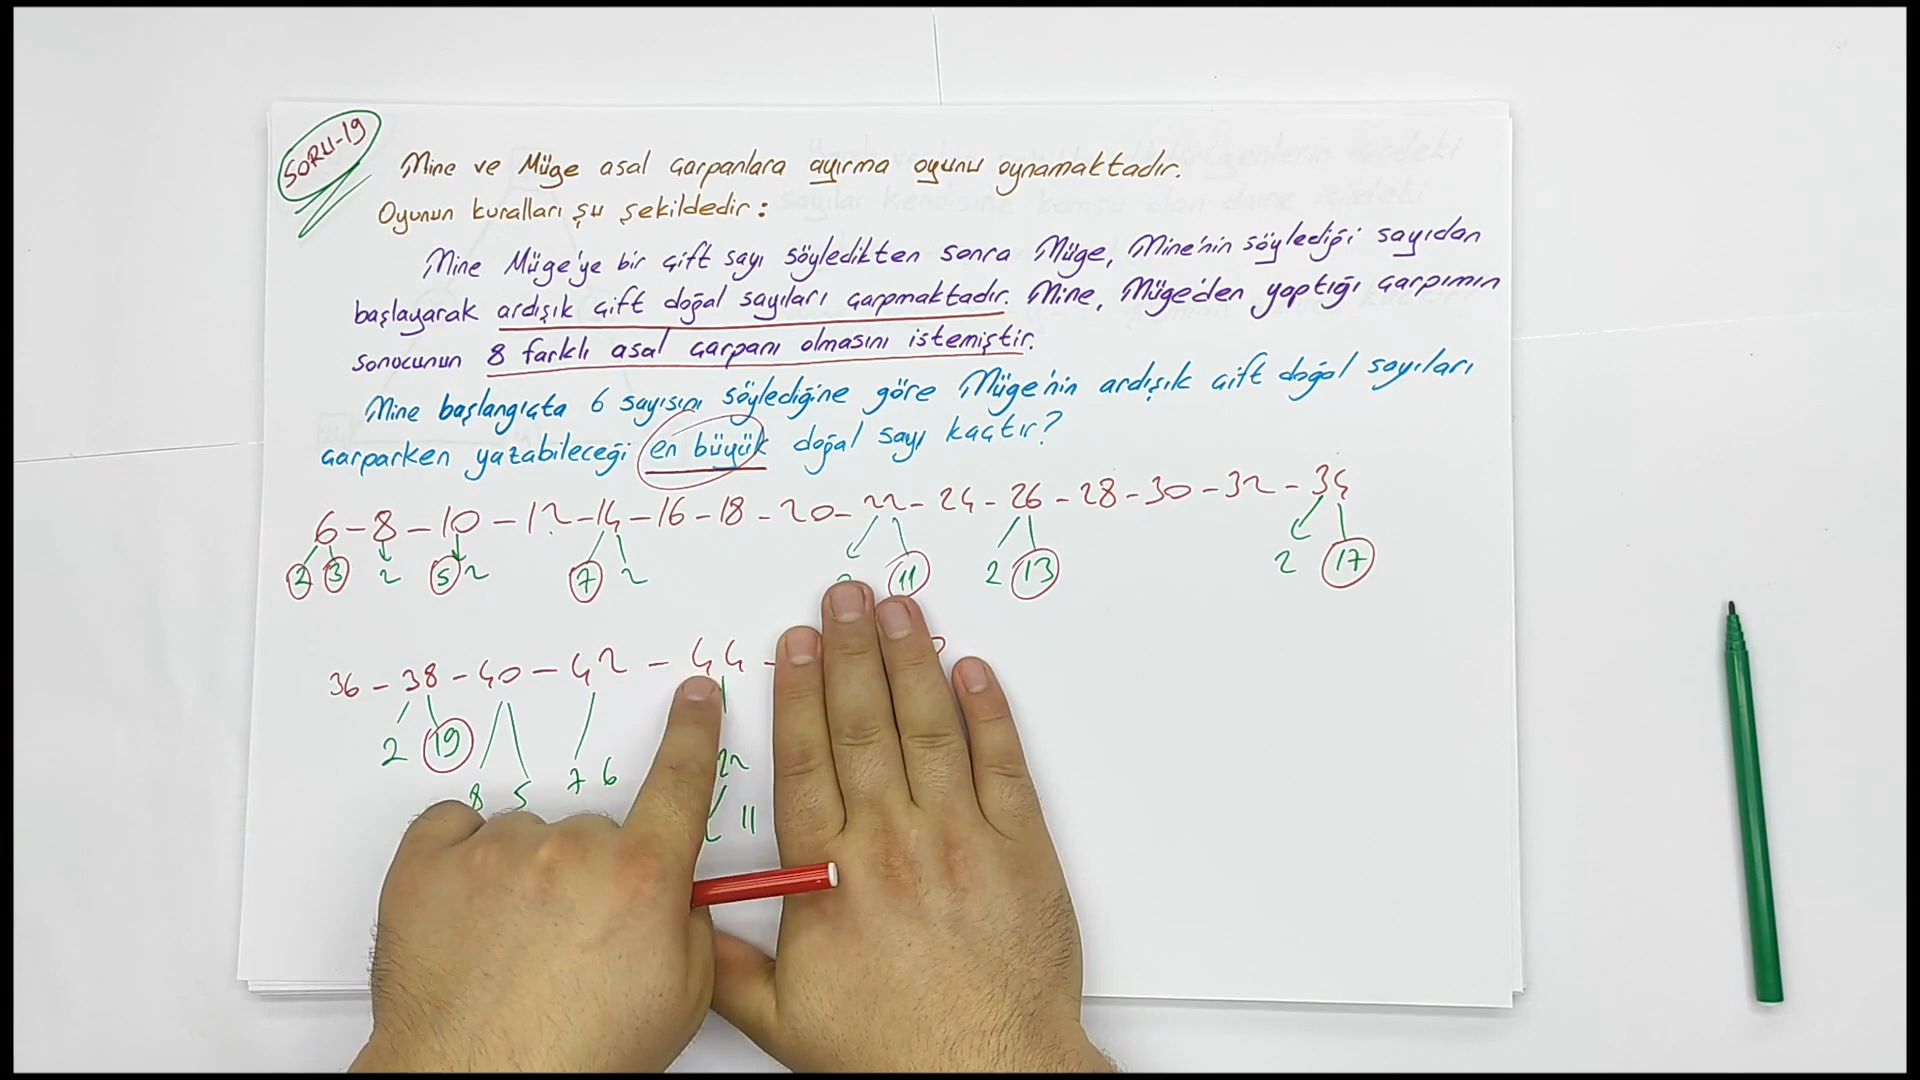 SORU-19
Mine ve Müge asal çarpanlara ayırma oyunu oynamaktadır.
Oyunun kuralları şu şekildedir:
Mine Müge'ye bir çift sayı söyledikten sonra Müge, Mine'nin söylediği sayıdan
başlayarak ardışık çift doğal sayıları çarpmaktadır. Mine, Müge'den yaptığı çarpımın
sonucunun 8 farklı asal çarpanı olmasını istemiştir.
Mine başlangıçta 6 sayısını söylediğine göre Müge'nin ardışık çift doğal sayıları
çarparken yazabileceği en büyük doğal sayı kaçtır?
6 - 8 - 10 - 12 - 14 - 16 - 18 - 20 - 22 - 24 - 26 - 28 - 30 - 32 - 34
2 3 2 5 2 7 2 11 2 13 2 17
36 - 38 - 40 - 42 - 44 -
2 19 8 5 7 6 22
11